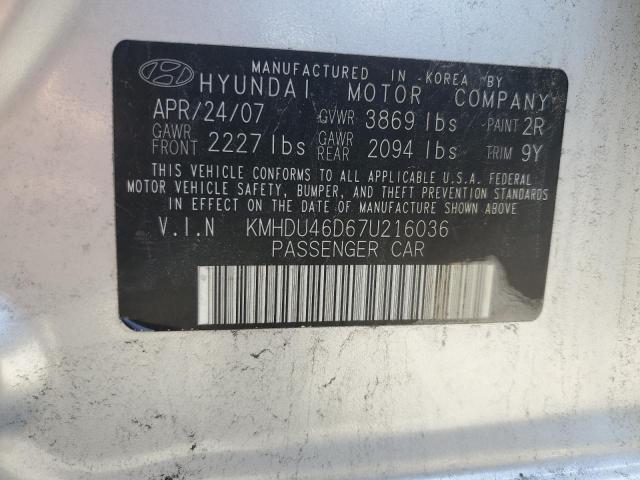 MANUFACTURED IN KOREA BY
HYUNDAI MOTOR COMPANY
APR/24/07 GVWR 3869 lbs PAINT 2R
GAWR FRONT 2227 lbs GAWR REAR 2094 lbs TRIM 9Y
THIS VEHICLE CONFORMS TO ALL APPLICABLE U.S.A. FEDERAL
MOTOR VEHICLE SAFETY, BUMPER, AND THEFT PREVENTION STANDARDS
IN EFFECT ON THE DATE OF MANUFACTURE SHOWN ABOVE.
V.I.N KMHDU46D67U216036
PASSENGER CAR